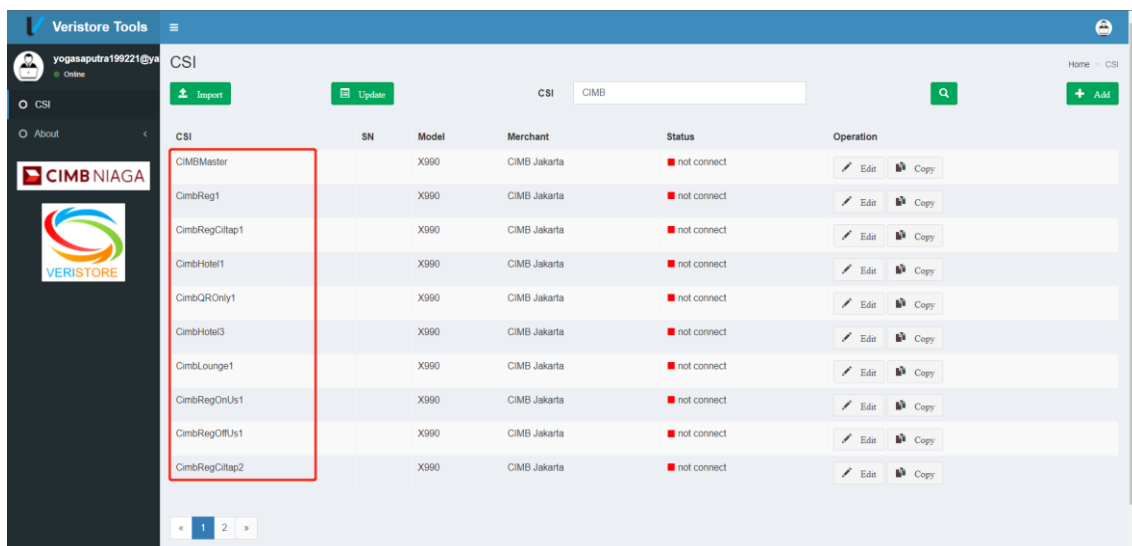 Veristore Tools
yogasaputra199221@ya
Online
CSI
Home > CSI
Import Update CSI CIMB Add
CSI
About
CIMB NIAGA
VERISTORE
CSI SN Model Merchant Status Operation
CIMBMaster X990 CIMB Jakarta not connect Edit Copy
CimbReg1 X990 CIMB Jakarta not connect Edit Copy
CimbRegCiltap1 X990 CIMB Jakarta not connect Edit Copy
CimbHotel1 X990 CIMB Jakarta not connect Edit Copy
CimbQROnly1 X990 CIMB Jakarta not connect Edit Copy
CimbHotel3 X990 CIMB Jakarta not connect Edit Copy
CimbLounge1 X990 CIMB Jakarta not connect Edit Copy
CimbRegOnUs1 X990 CIMB Jakarta not connect Edit Copy
CimbRegOffUs1 X990 CIMB Jakarta not connect Edit Copy
CimbRegCiltap2 X990 CIMB Jakarta not connect Edit Copy
« 1 2 »